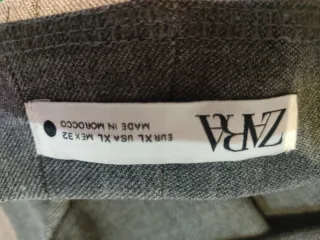 ZARA
EUR XL USA XL MEX 32
MADE IN MOROCCO